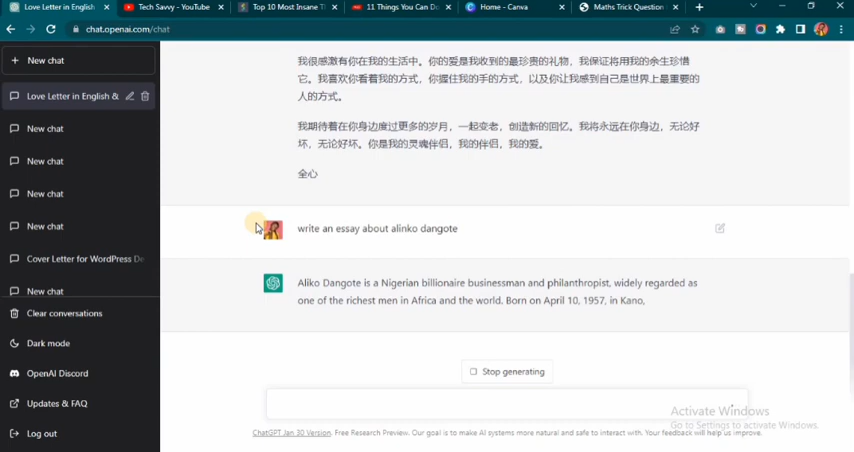 Love Letter in English
Tech Savvy - YouTube
Top 10 Most Insane T
11 Things You Can Do
Home - Canva
Maths Trick Question
chat.openai.com/chat
New chat
Love Letter in English &
New chat
New chat
New chat
New chat
Cover Letter for WordPress De
New chat
Clear conversations
Dark mode
OpenAI Discord
Updates & FAQ
Log out
我很感激有你在我的生活中。你的爱是我收到的最珍贵的礼物，我保证将用我的余生珍惜
它。我喜欢你看着我的方式，你握住我的手的方式，以及你让我感到自己是世界上最重要的
人的方式。
我期待着在你身边度过更多的岁月，一起变老，创造新的回忆。我将永远在你身边，无论好
坏，无论好坏。你是我的灵魂伴侣，我的伴侣，我的爱。
全心
write an essay about alinko dangote
Aliko Dangote is a Nigerian billionaire businessman and philanthropist, widely regarded as
one of the richest men in Africa and the world. Born on April 10, 1957, in Kano,
Stop generating
Activate Windows
Go to Settings to activate Windows.
ChatGPT Jan 30 Version. Free Research Preview. Our goal is to make AI systems more natural and safe to interact with. Your feedback will help us improve.